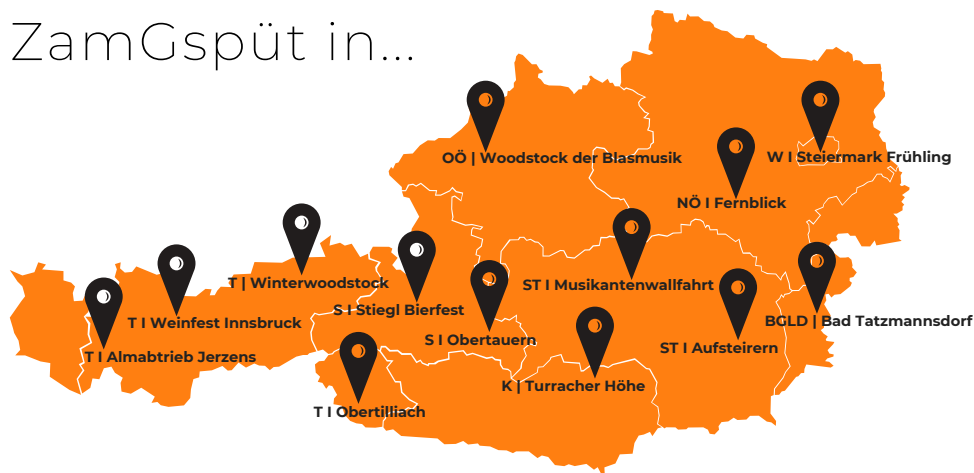 ZamGspüt in...
OÖ | Woodstock der Blasmusik
W I Steiermark Frühling
NÖ I Fernblick
T | Winterwoodstock
ST I Musikantenwallfahrt
S I Stiegl Bierfest
T I Weinfest Innsbruck
BGLD | Bad Tatzmannsdorf
S I Obertauern
ST I Aufsteirern
T I Almabtrieb Jerzens
K | Turracher Höhe
T I Obertilliach